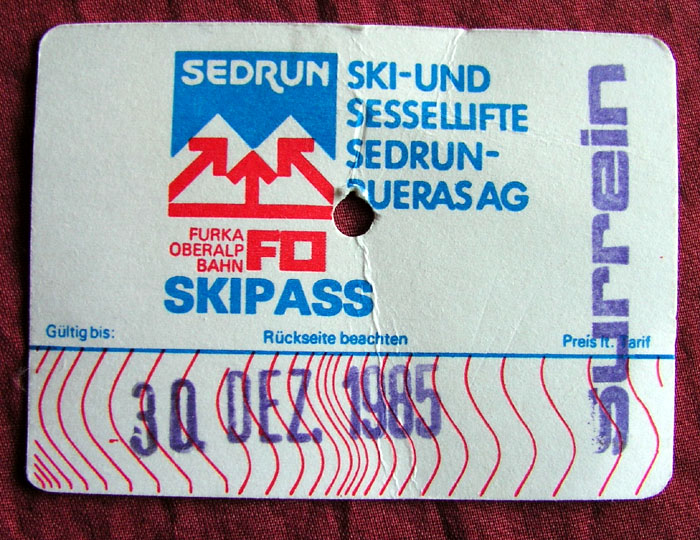 SEDRUN
SKI-UND
SESSELLIFTE
SEDRUN-
RUERAS AG
FURKA
OBERALP
BAHN
FO
SKIPASS
Gültig bis:
Rückseite beachten
Preis lt. Tarif
30. DEZ. 1985
surrein